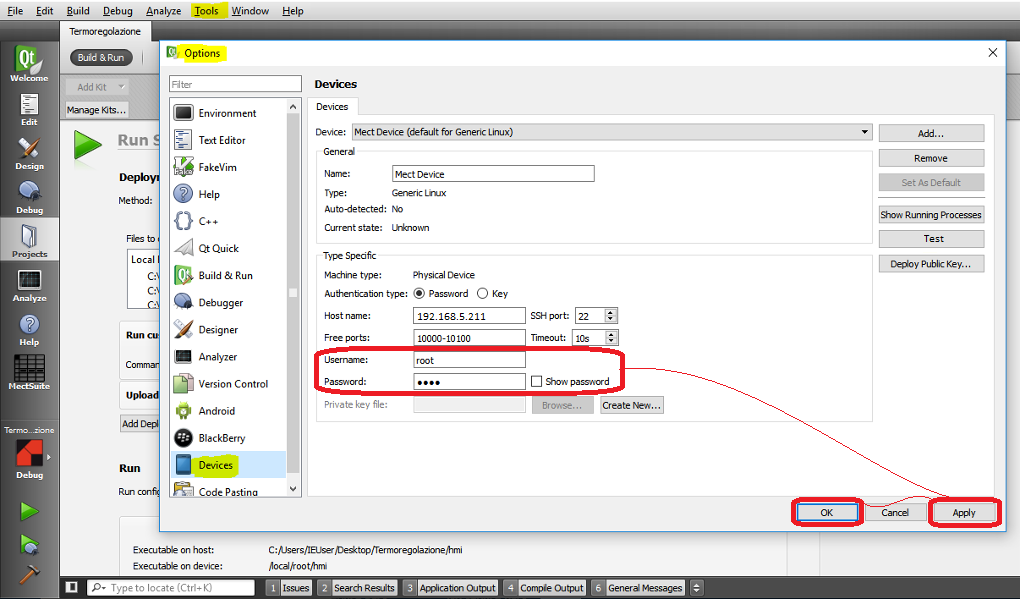 File Edit Build Debug Analyze Tools Window Help
Termoregolazione
Build & Run
Add Kit
Manage Kits...
Welcome
Edit
Design
Debug
Projects
Analyze
Help
MectSuite
Termo...zione
Debug
Run S
Deployn
Method:
Files to
Local
C:\
C:\
C:\
Run cus
Comman
Upload
Add Depl
Run
Run config
Executable on host: C:/Users/IEUser/Desktop/Termoregolazione/hmi
Executable on device: /local/root/hmi
Options
Filter
Environment
Text Editor
FakeVim
Help
C++
Qt Quick
Build & Run
Debugger
Designer
Analyzer
Version Control
Android
BlackBerry
Devices
Code Pasting
Devices
Devices
Device: Mect Device (default for Generic Linux)
General
Name: Mect Device
Type: Generic Linux
Auto-detected: No
Current state: Unknown
Type Specific
Machine type: Physical Device
Authentication type: Password Key
Host name: 192.168.5.211 SSH port: 22
Free ports: 10000-10100 Timeout: 10s
Username: root
Password: ●●●● Show password
Private key file: Browse... Create New...
Add...
Remove
Set As Default
Show Running Processes
Test
Deploy Public Key...
OK Cancel Apply
Type to locate (Ctrl+K) 1 Issues 2 Search Results 3 Application Output 4 Compile Output 6 General Messages